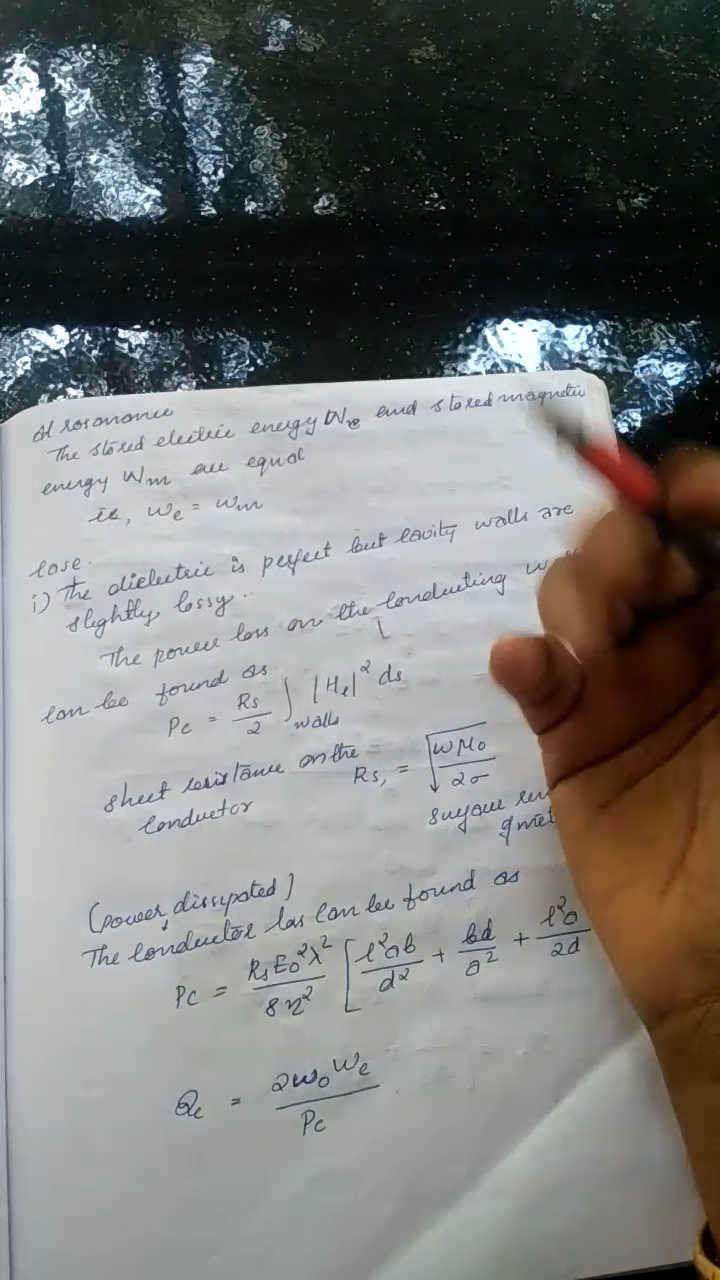 At resonance
The stored electric energy We and stored magnetic
energy Wm are equal
ie, We = Wm
Case.
i) The dielectric is perfect but cavity walls are
slightly lossy..
The power loss on the conducting
can be found as
Pc = Rs/2 ∫walls |Ht|² ds
sheet resistance on the
conductor
Rs, = √(ωμ0/2σ)
(power dissipated)
The conductor loss can be found as
Pc = RsE0²λ²/8η² [l²ab/d² + bd/a² + l²a/2d
Qc = 2ω0We/Pc